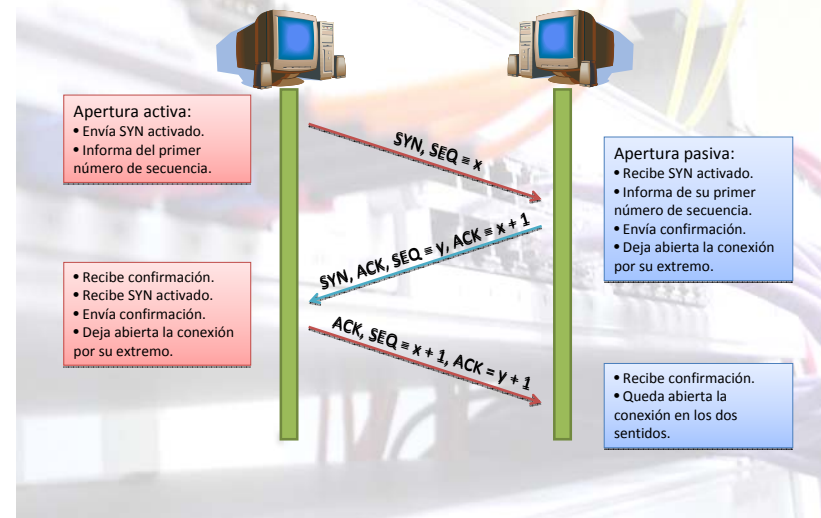 Apertura activa:
• Envía SYN activado.
• Informa del primer
número de secuencia.
SYN, SEQ = x
Apertura pasiva:
• Recibe SYN activado.
• Informa de su primer
número de secuencia.
• Envía confirmación.
• Deja abierta la conexión
por su extremo.
SYN, ACK, SEQ = y, ACK = x + 1
• Recibe confirmación.
• Recibe SYN activado.
• Envía confirmación.
• Deja abierta la conexión
por su extremo.
ACK, SEQ = x + 1, ACK = y + 1
• Recibe confirmación.
• Queda abierta la
conexión en los dos
sentidos.